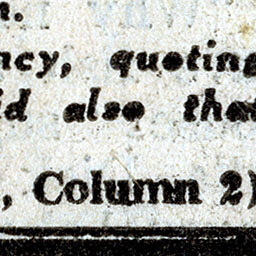 n.
ncy, quoting
id also that
, Column 2)